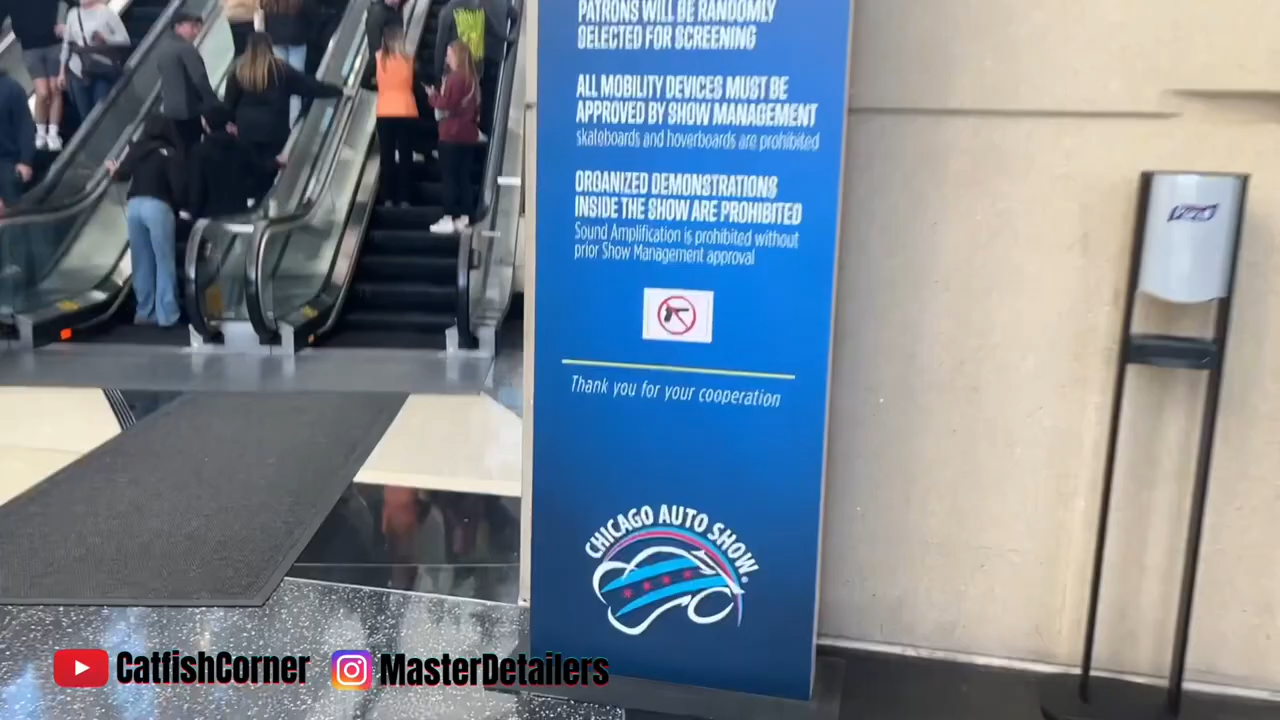 PATRONS WILL BE RANDOMLY
SELECTED FOR SCREENING
ALL MOBILITY DEVICES MUST BE
APPROVED BY SHOW MANAGEMENT
skateboards and hoverboards are prohibited
ORGANIZED DEMONSTRATIONS
INSIDE THE SHOW ARE PROHIBITED
Sound Amplification is prohibited without
prior Show Management approval
Thank you for your cooperation
CHICAGO AUTO SHOW®
PURELL
CatfishCorner
MasterDetailers